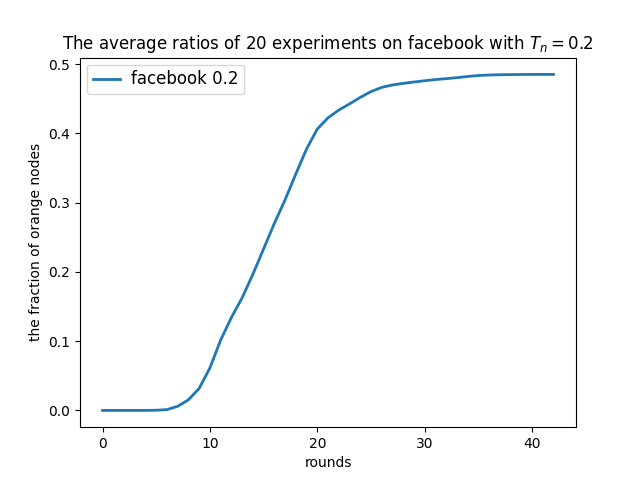 The average ratios of 20 experiments on facebook with $T_n = 0.2$
facebook 0.2
the fraction of orange nodes
0.5
0.4
0.3
0.2
0.1
0.0
0 10 20 30 40
rounds